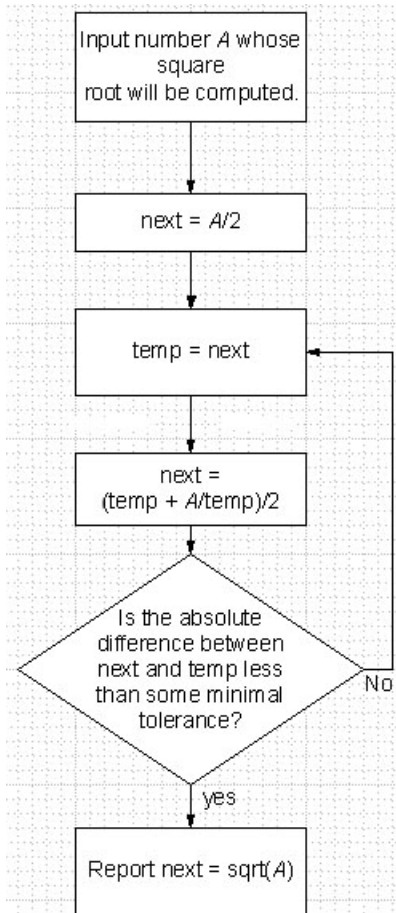 Input number A whose
square
root will be computed.
next = A/2
temp = next
next =
(temp + A/temp)/2
Is the absolute
difference between
next and temp less
than some minimal
tolerance?
No
yes
Report next = sqrt(A)